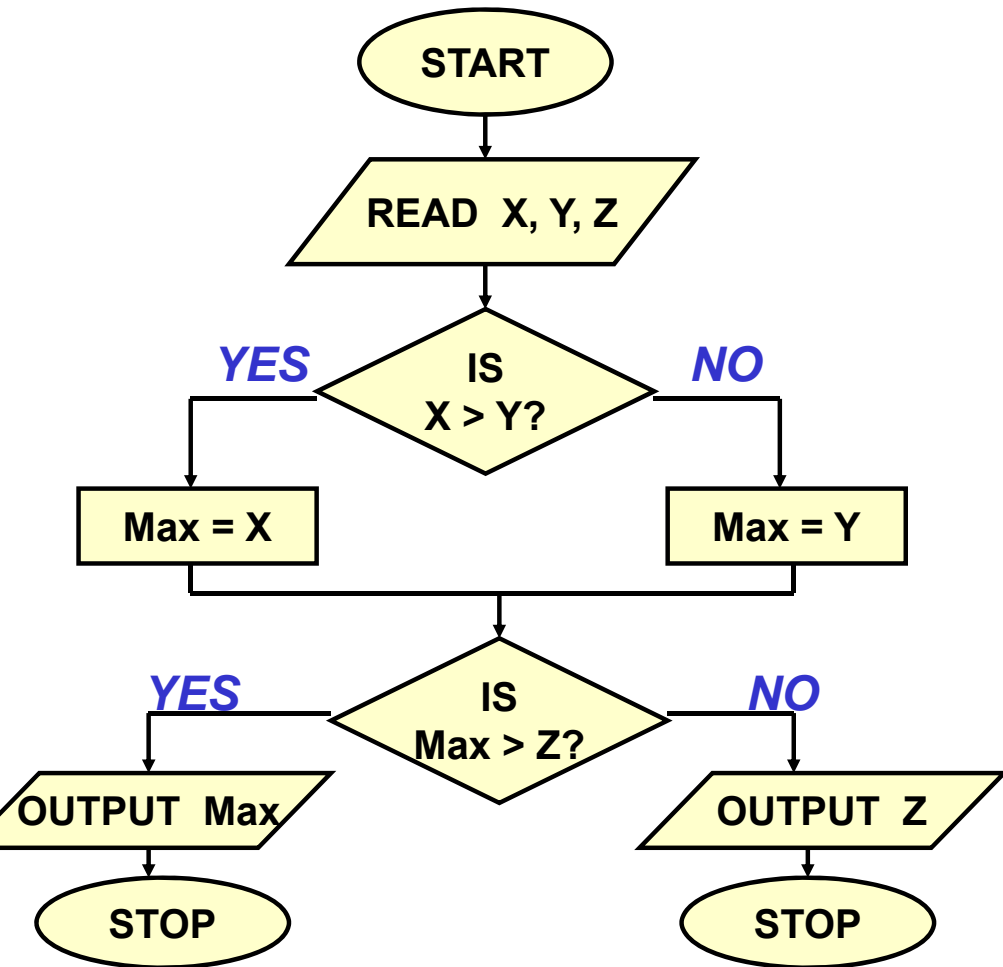 START
READ X, Y, Z
YES
IS
X > Y?
NO
Max = X
Max = Y
YES
IS
Max > Z?
NO
OUTPUT Max
OUTPUT Z
STOP
STOP